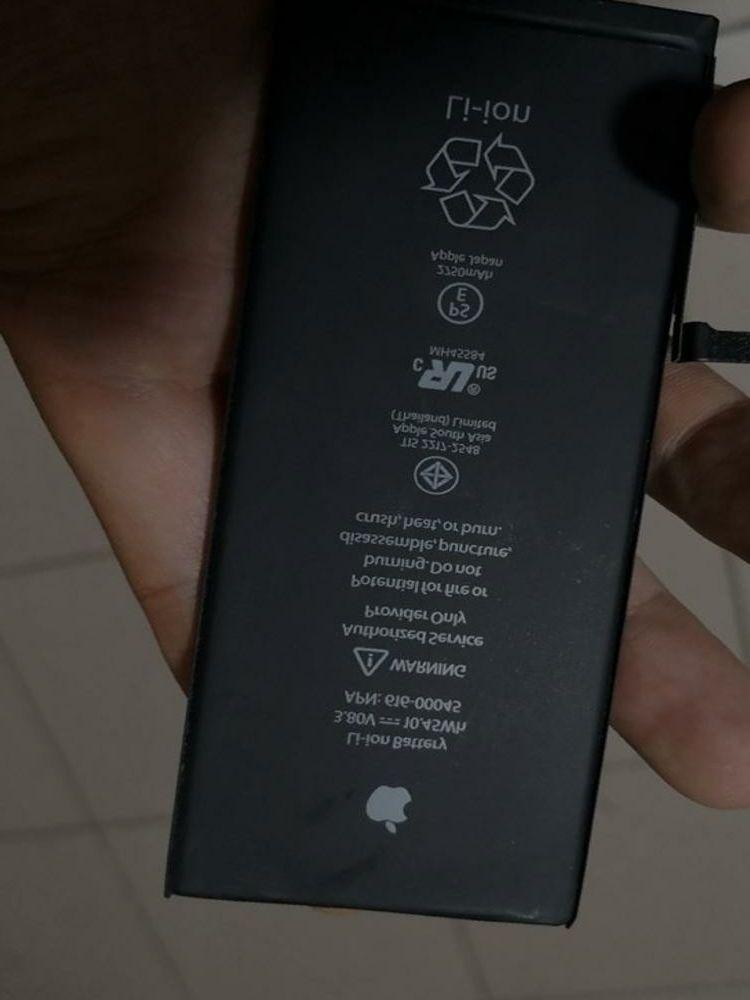 Li-ion Battery
3.80V ⎓ 10.45Wh
APN: 616-00045
WARNING
Authorized Service
Provider Only
Potential for fire or
burning. Do not
disassemble, puncture,
crush, heat, or burn.
TIS 2217-2548
Apple South Asia
(Thailand) Limited
c RU® US
MH45584
PS
E
2750mAh
Apple Japan
Li-ion